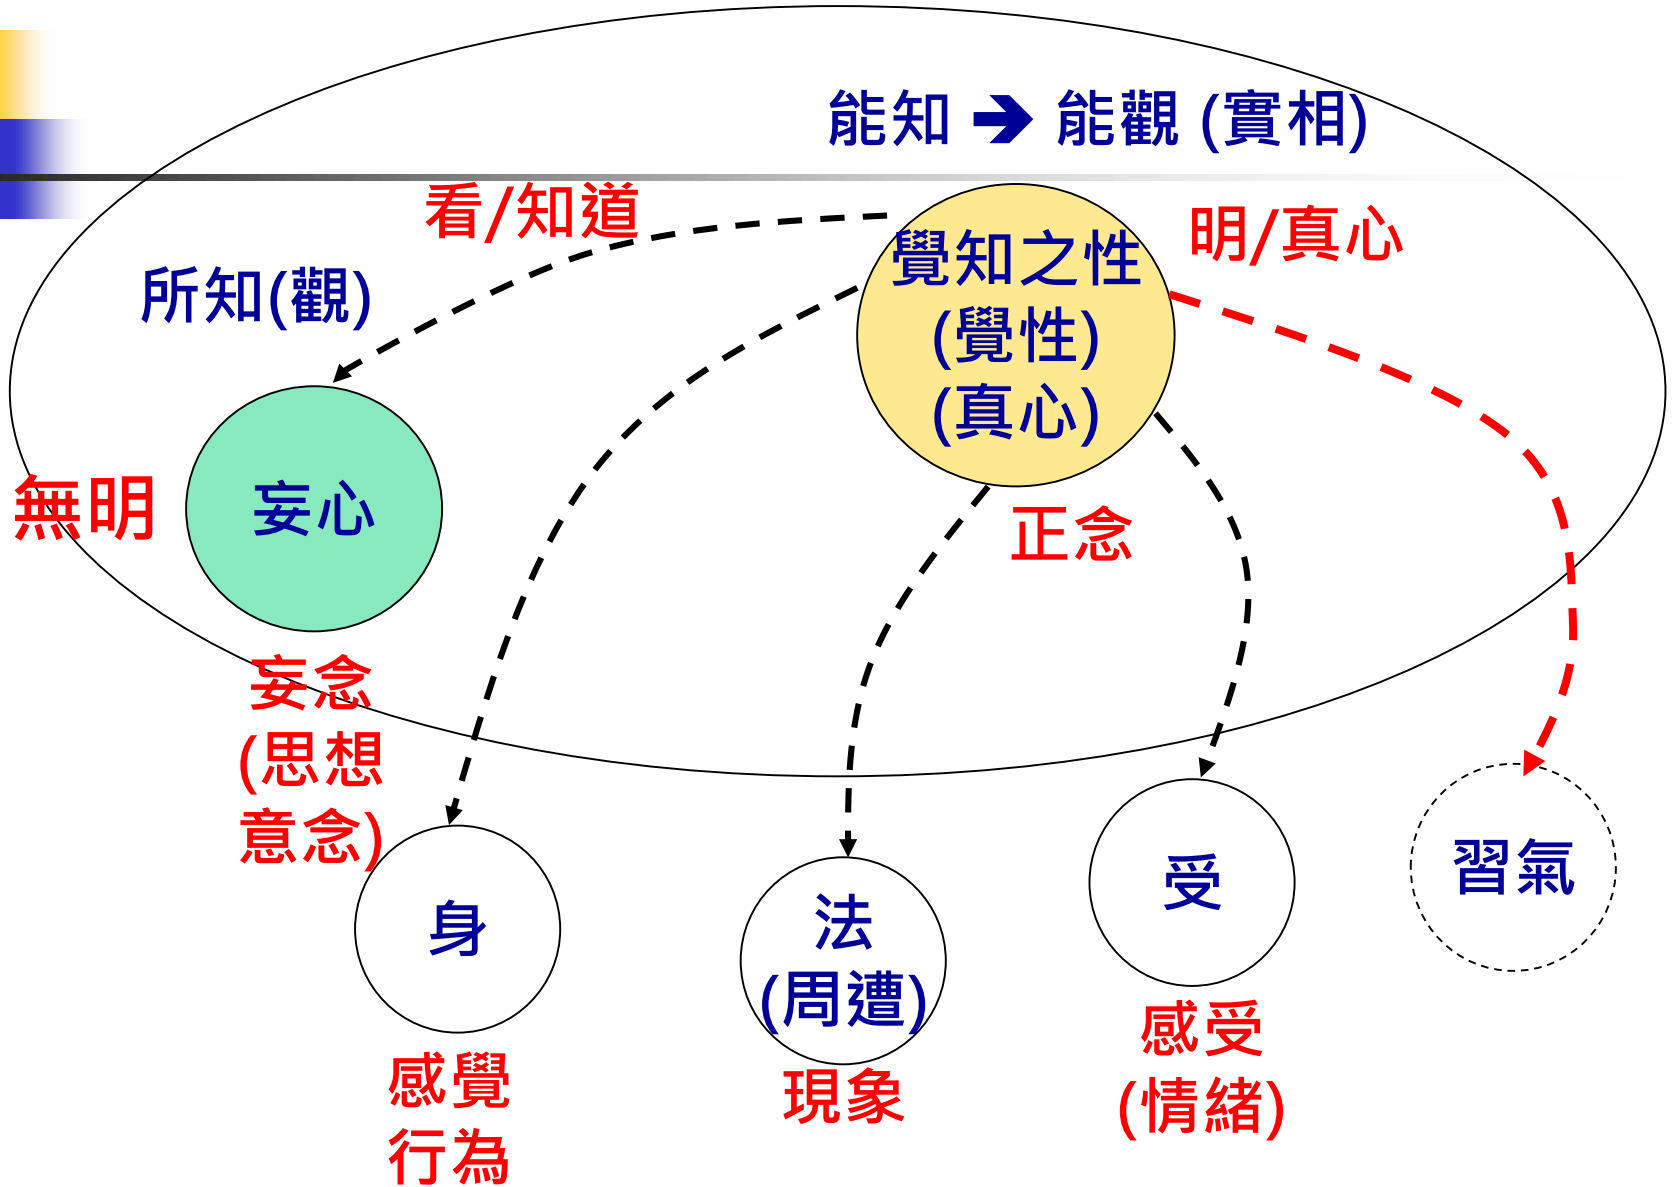 能知 🡺 能觀 (實相)
看/知道
明/真心
所知(觀)
覺知之性
(覺性)
(真心)
無明
妄心
正念
妄念
(思想
意念)
身
感覺
行為
法
(周遭)
現象
受
感受
(情緒)
習氣